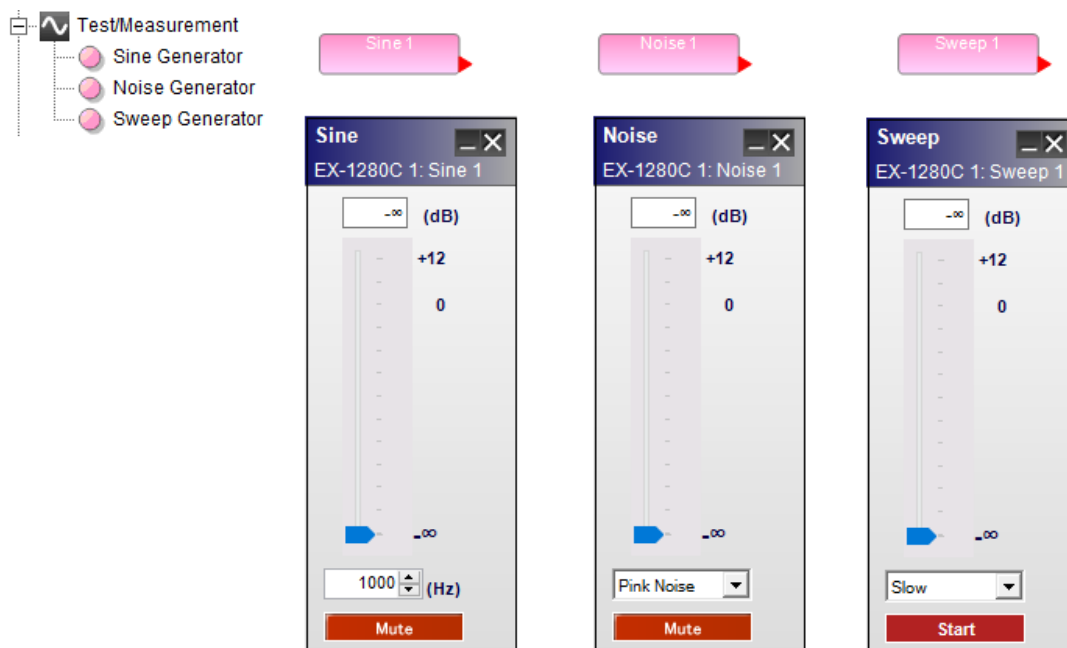 Test/Measurement
Sine Generator
Noise Generator
Sweep Generator
Sine 1
Noise 1
Sweep 1
Sine
EX-1280C 1: Sine 1
-∞ (dB)
+12
0
-∞
1000 (Hz)
Mute
Noise
EX-1280C 1: Noise 1
-∞ (dB)
+12
0
-∞
Pink Noise
Mute
Sweep
EX-1280C 1: Sweep 1
-∞ (dB)
+12
0
-∞
Slow
Start